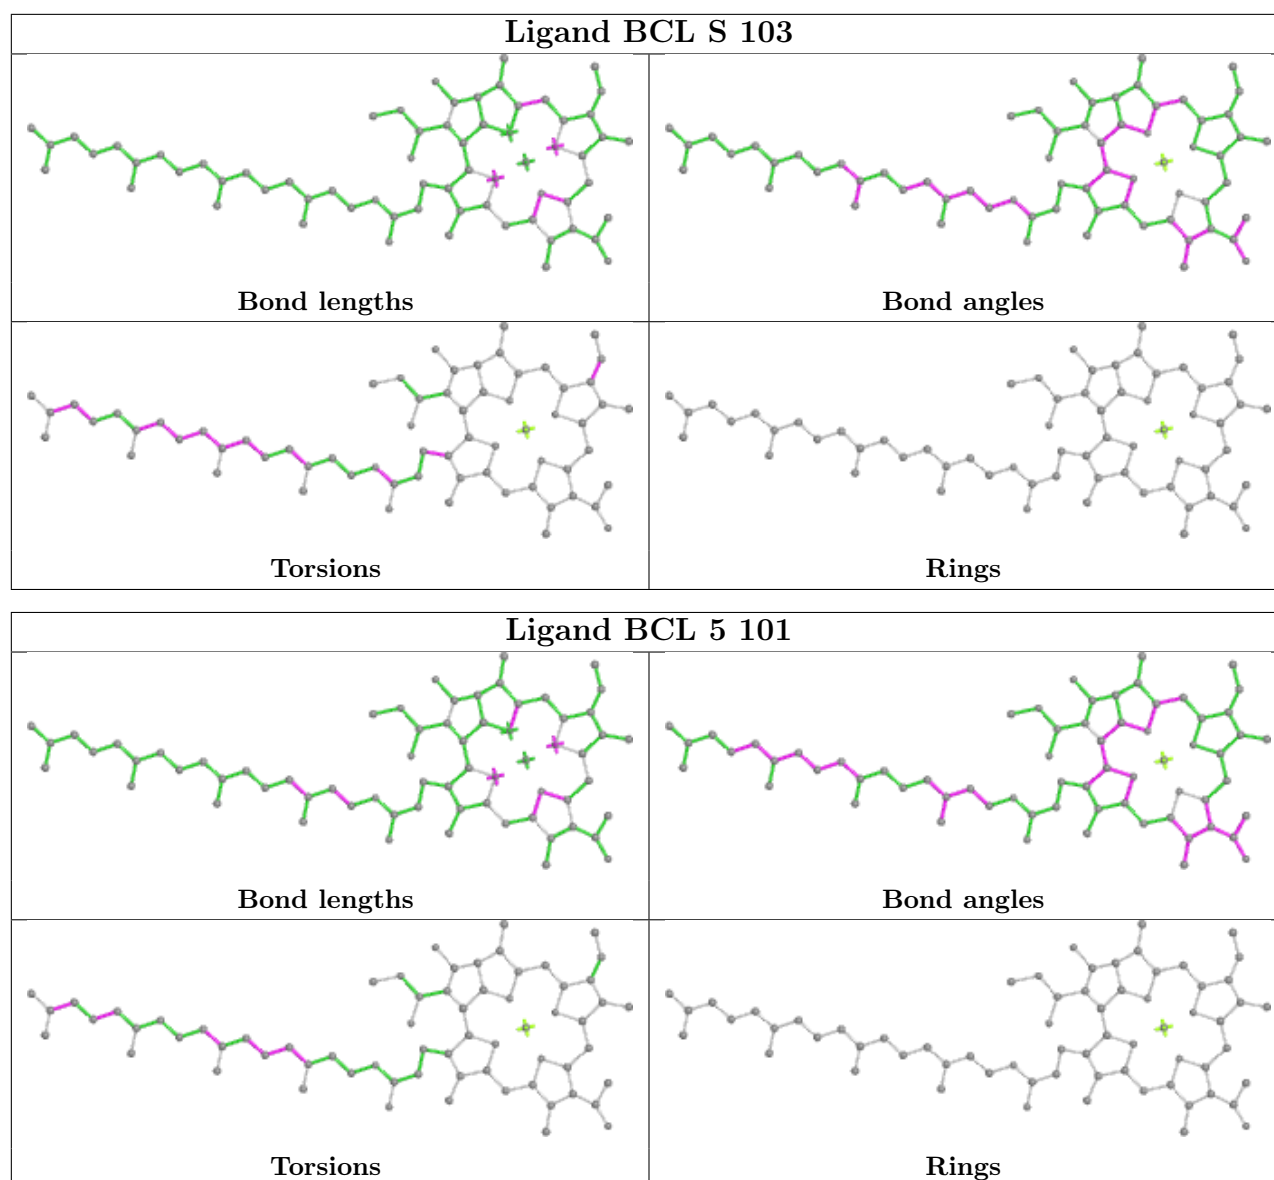 Ligand BCL S 103
Bond lengths
Bond angles
Torsions
Rings
Ligand BCL 5 101
Bond lengths
Bond angles
Torsions
Rings